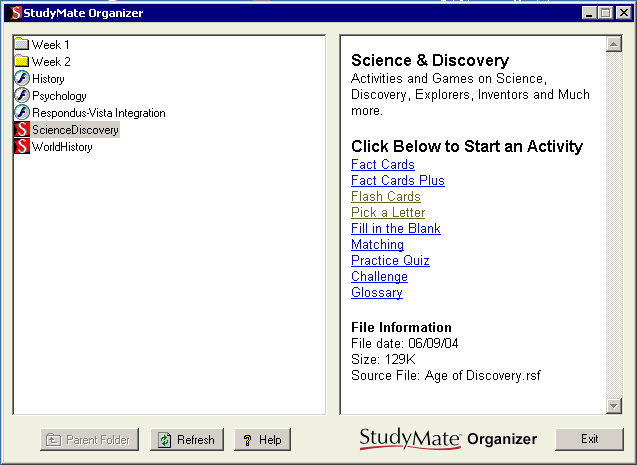 StudyMate Organizer
Week 1
Week 2
History
Psychology
Respondus-Vista Integration
ScienceDiscovery
WorldHistory
Science & Discovery
Activities and Games on Science,
Discovery, Explorers, Inventors and Much
more.
Click Below to Start an Activity
Fact Cards
Fact Cards Plus
Flash Cards
Pick a Letter
Fill in the Blank
Matching
Practice Quiz
Challenge
Glossary
File Information
File date: 06/09/04
Size: 129K
Source File: Age of Discovery.rsf
Parent Folder
Refresh
? Help
StudyMate Organizer
Exit